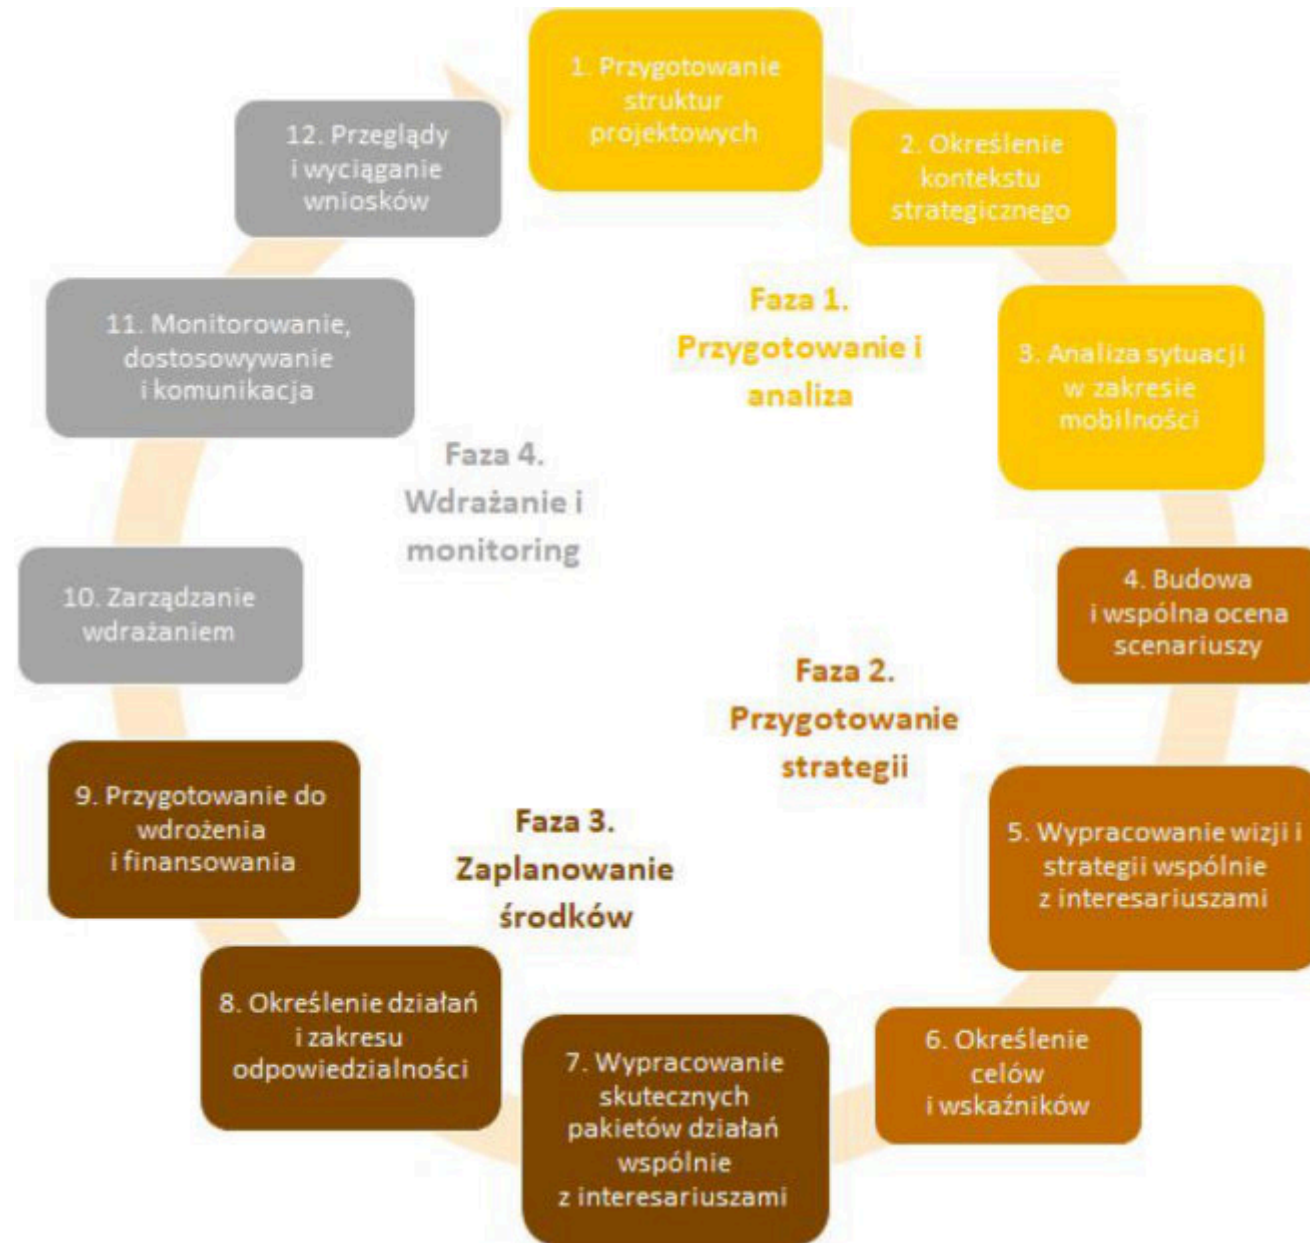 1. Przygotowanie
struktur
projektowych
2. Określenie
kontekstu
strategicznego
3. Analiza sytuacji
w zakresie
mobilności
Faza 1.
Przygotowanie i
analiza
4. Budowa
i wspólna ocena
scenariuszy
5. Wypracowanie wizji i
strategii wspólnie
z interesariuszami
6. Określenie
celów
i wskaźników
Faza 2.
Przygotowanie
strategii
7. Wypracowanie
skutecznych
pakietów działań
wspólnie
z interesariuszami
8. Określenie działań
i zakresu
odpowiedzialności
9. Przygotowanie do
wdrożenia
i finansowania
Faza 3.
Zaplanowanie
środków
10. Zarządzanie
wdrażaniem
11. Monitorowanie,
dostosowywanie
i komunikacja
12. Przeglądy
i wyciąganie
wniosków
Faza 4.
Wdrażanie i
monitoring